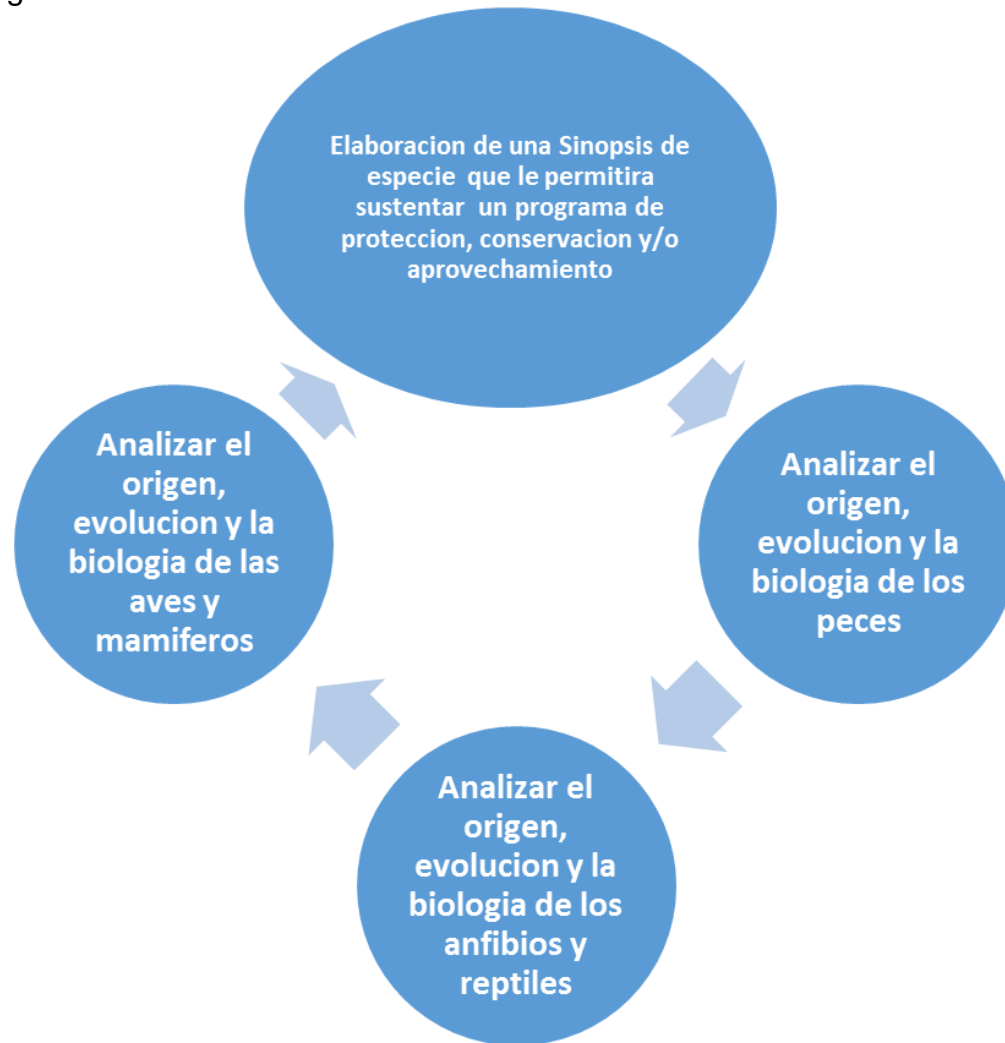 g
Elaboracion de una Sinopsis de
especie que le permitira
sustentar un programa de
proteccion, conservacion y/o
aprovechamiento
Analizar el
origen,
evolucion y la
biologia de los
peces
Analizar el
origen,
evolucion y la
biologia de los
anfibios y
reptiles
Analizar el
origen,
evolucion y la
biologia de las
aves y
mamiferos